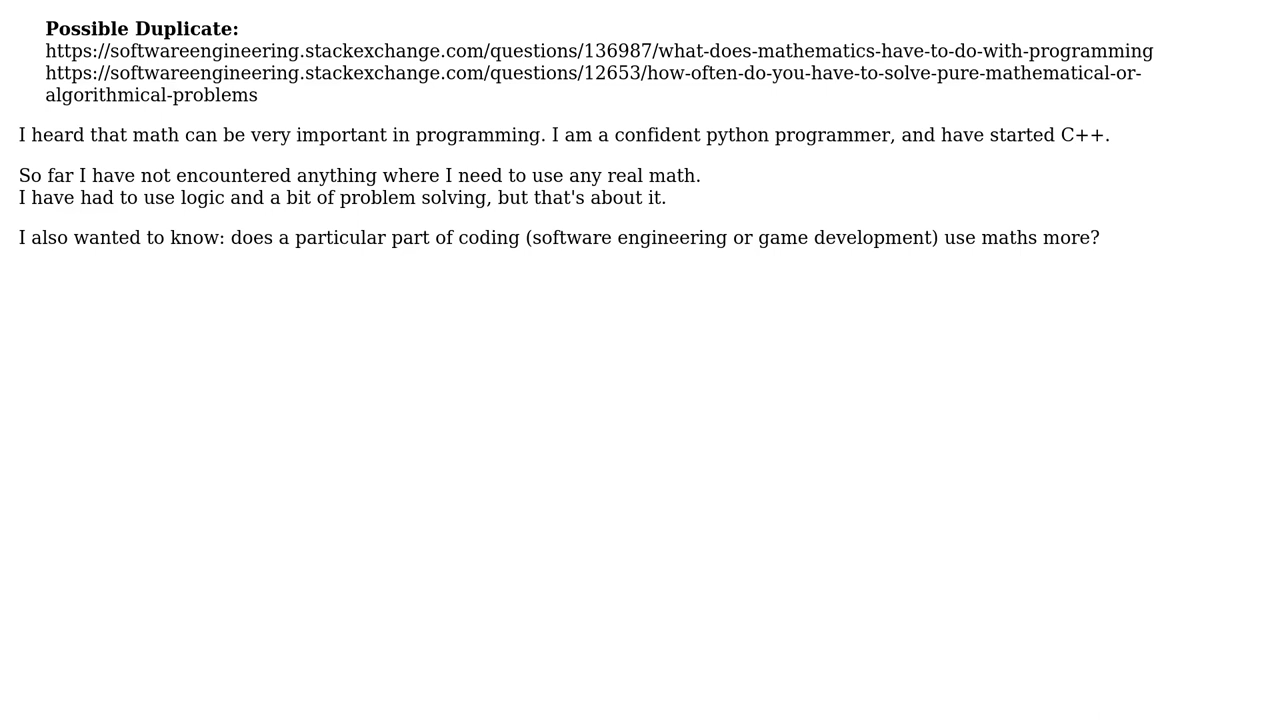 Possible Duplicate:
https://softwareengineering.stackexchange.com/questions/136987/what-does-mathematics-have-to-do-with-programming
https://softwareengineering.stackexchange.com/questions/12653/how-often-do-you-have-to-solve-pure-mathematical-or-
algorithmical-problems
I heard that math can be very important in programming. I am a confident python programmer, and have started C++.
So far I have not encountered anything where I need to use any real math.
I have had to use logic and a bit of problem solving, but that's about it.
I also wanted to know: does a particular part of coding (software engineering or game development) use maths more?